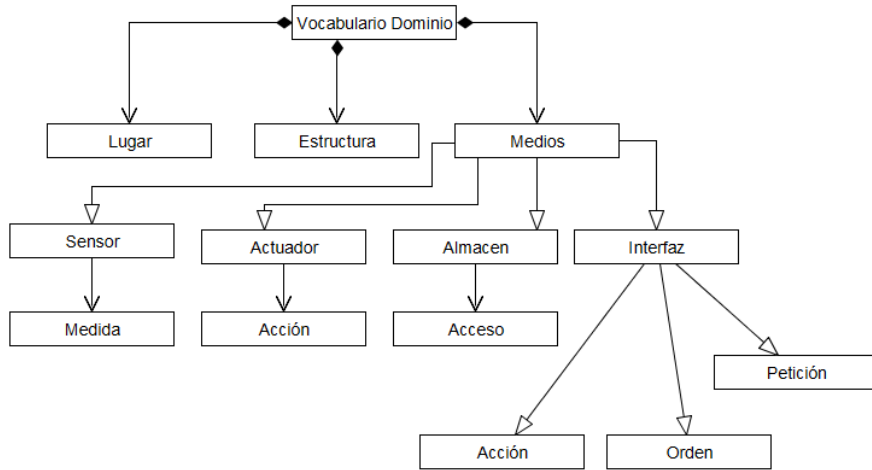 Vocabulario Dominio
Lugar
Estructura
Medios
Sensor
Actuador
Almacen
Interfaz
Medida
Acción
Acceso
Petición
Acción
Orden